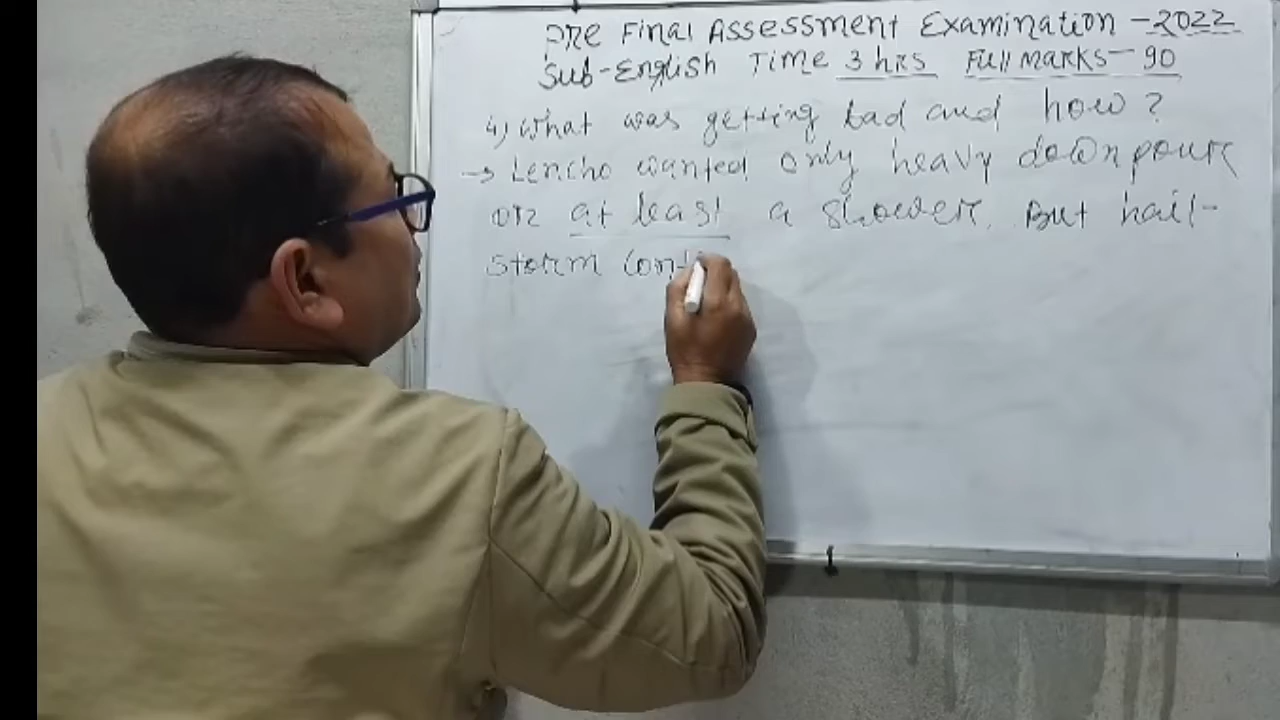 Pre Final Assessment Examination - 2022
Sub-English Time 3 hrs Full Marks- 90
4) What was getting bad and how ?
→ Lencho wanted only heavy downpour
or at least a shower. But hail-
storm conti